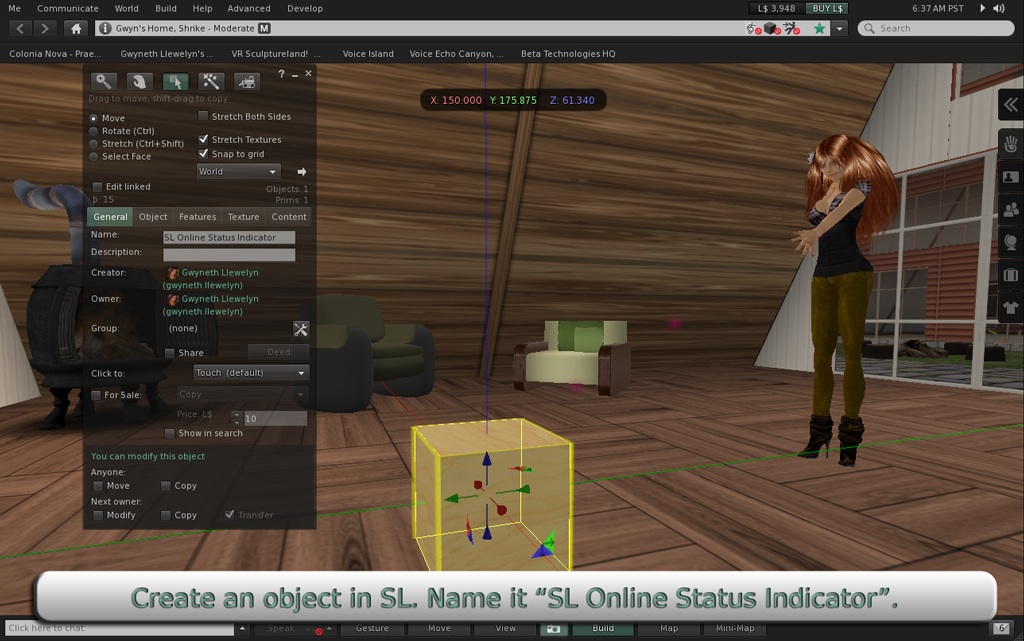 Me Communicate World Build Help Advanced Develop L$ 3,948 BUY L$ 6:37 AM PST
Gwyn's Home, Shrike - Moderate M Search
Colonia Nova - Prae... Gwyneth Llewelyn's ... VR Sculptureland! ... Voice Island Voice Echo Canyon, ... Beta Technologies HQ
? _ ×
Drag to move, shift-drag to copy
X: 150.000 Y: 175.875 Z: 61.340
Move
Stretch Both Sides
Rotate (Ctrl)
Stretch (Ctrl+Shift)
Stretch Textures
Select Face
Snap to grid
World
Edit linked
Objects: 1
þ: 15
Prims: 1
General Object Features Texture Content
Name: SL Online Status Indicator
Description:
Creator: Gwyneth Llewelyn
(gwyneth.llewelyn)
Owner: Gwyneth Llewelyn
(gwyneth.llewelyn)
Group: (none)
Share Deed
Click to: Touch (default)
For Sale: Copy
Price: L$ 10
Show in search
You can modify this object
Anyone:
Move Copy
Next owner:
Modify Copy Transfer
Create an object in SL. Name it “SL Online Status Indicator”.
Click here to chat. Speak Gesture Move View Build Map Mini-Map 6